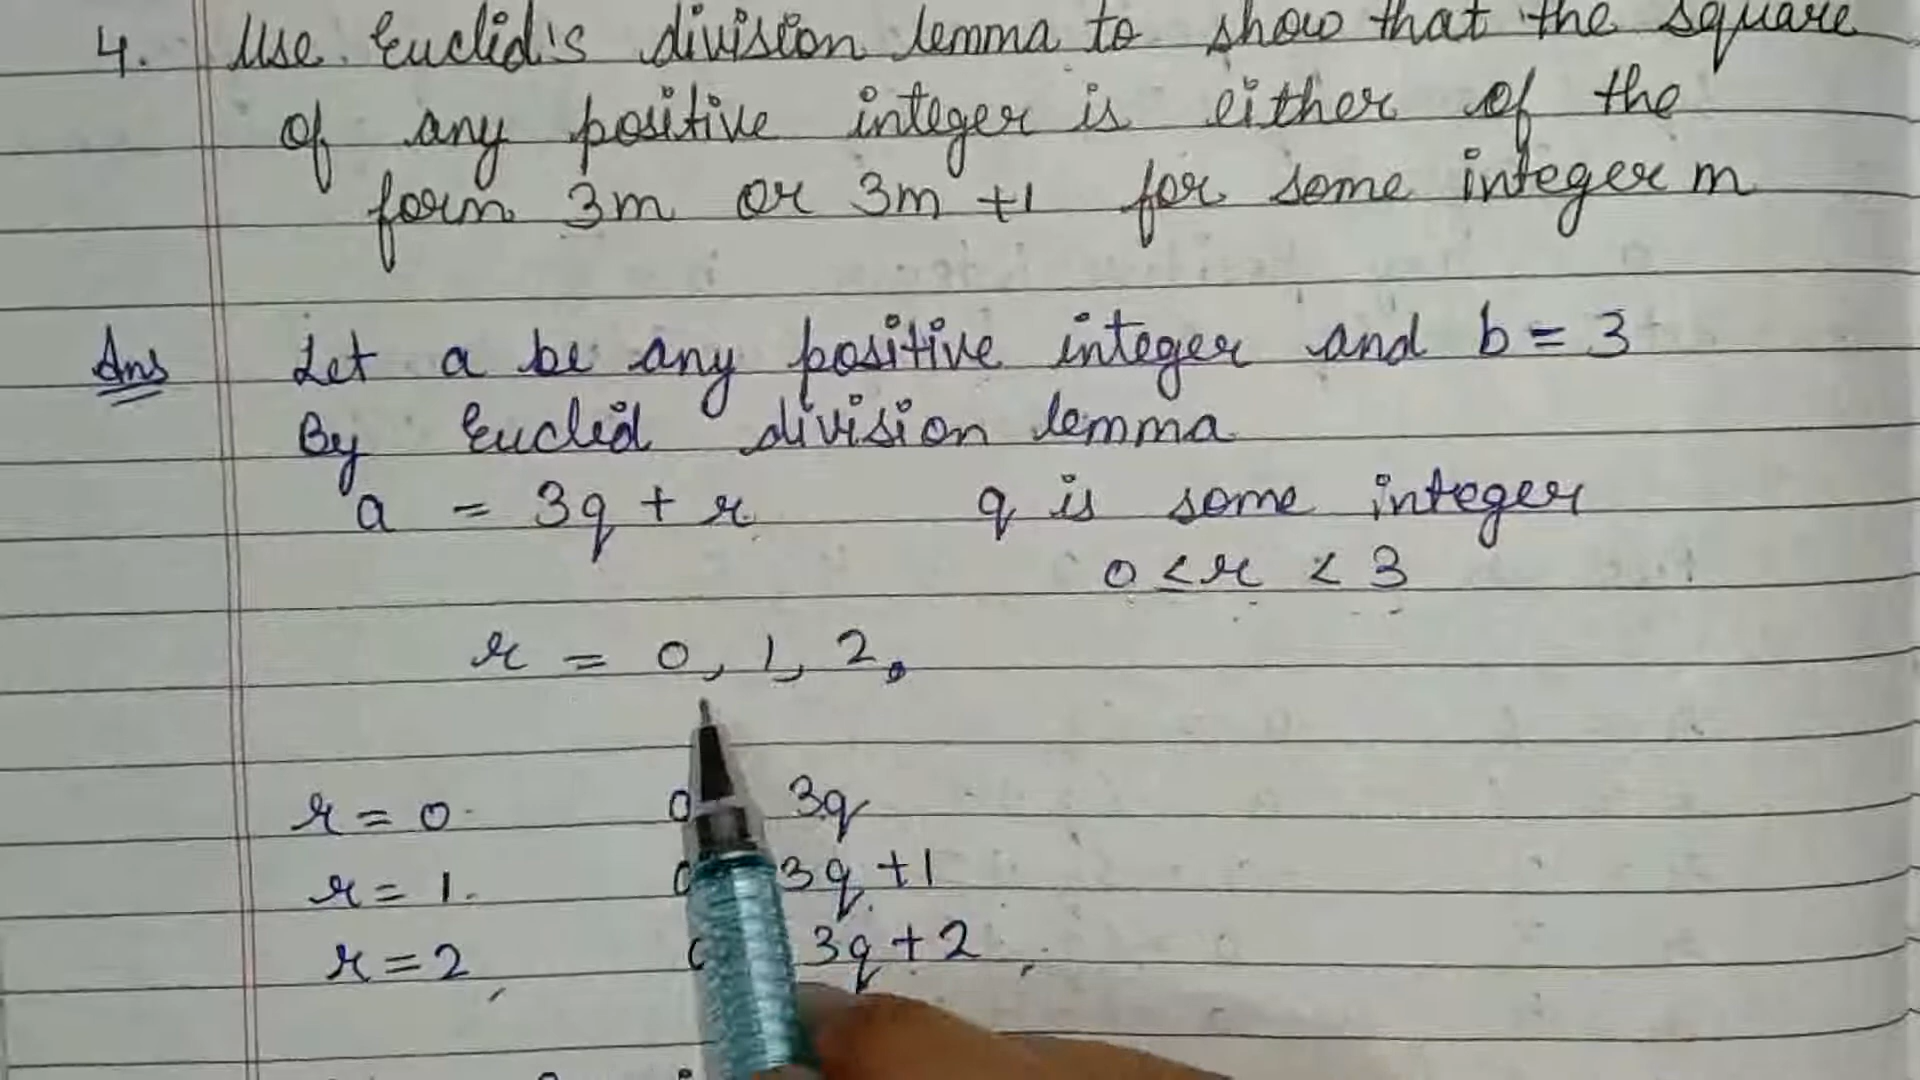 4. Use Euclid's division lemma to show that the square
of any positive integer is either of the
form 3m or 3m +1 for some integer m
Ans Let a be any positive integer and b = 3
By Euclid division lemma
a = 3q + r q is some integer
0 ≤ r < 3
r = 0, 1, 2,
r = 0 3q
r = 1 3q + 1
r = 2 3q + 2